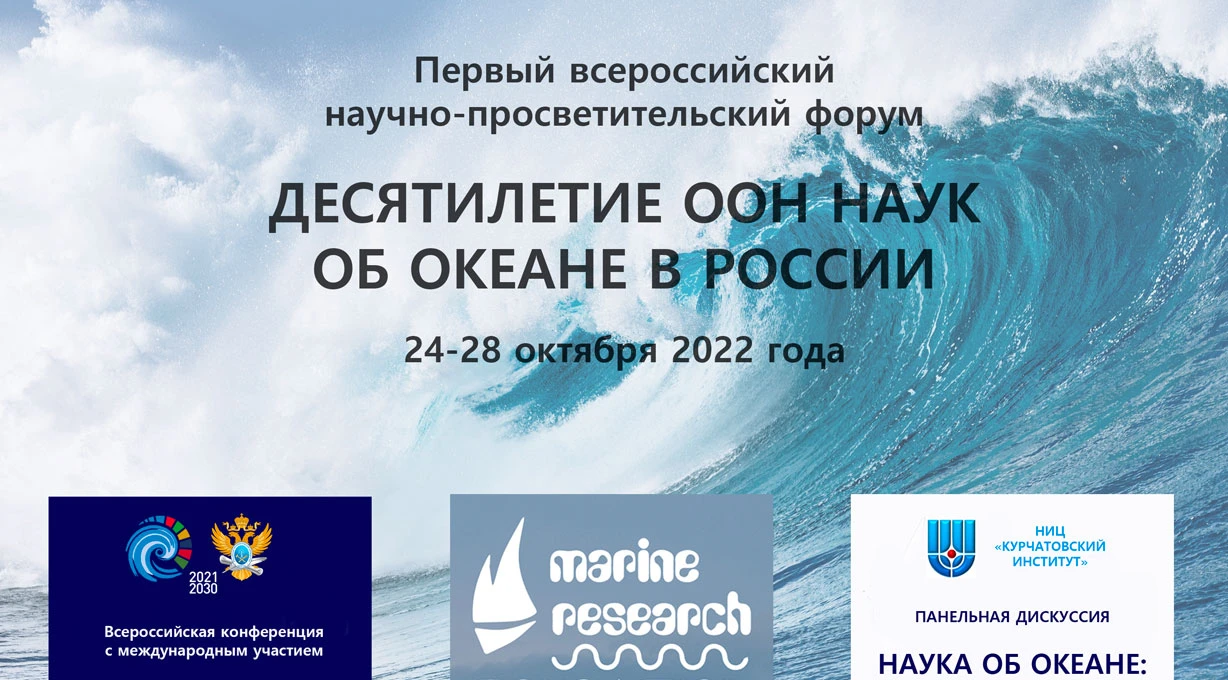 Первый всероссийский
научно-просветительский форум
ДЕСЯТИЛЕТИЕ ООН НАУК
ОБ ОКЕАНЕ В РОССИИ
24-28 октября 2022 года
2021
2030
Всероссийская конференция
с международным участием
marine
research
НИЦ
«КУРЧАТОВСКИЙ
ИНСТИТУТ»
ПАНЕЛЬНАЯ ДИСКУССИЯ
НАУКА ОБ ОКЕАНЕ: